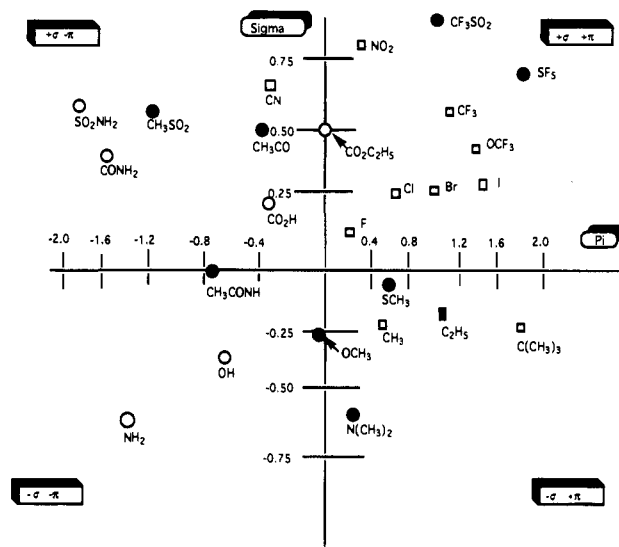 +σ -π
Sigma
CF₃SO₂
+σ +π
NO₂
0.75
SF₅
CN
CF₃
SO₂NH₂
CH₃SO₂
0.50
CH₃CO
CO₂C₂H₅
OCF₃
CONH₂
0.25
Cl
Br
I
CO₂H
F
-2.0 -1.6 -1.2 -0.8 -0.4 0.4 0.8 1.2 1.6 2.0
Pi
CH₃CONH
SCH₃
-0.25
OCH₃
CH₃
C₂H₅
C(CH₃)₃
OH
-0.50
NH₂
N(CH₃)₂
-0.75
-σ -π
-σ +π